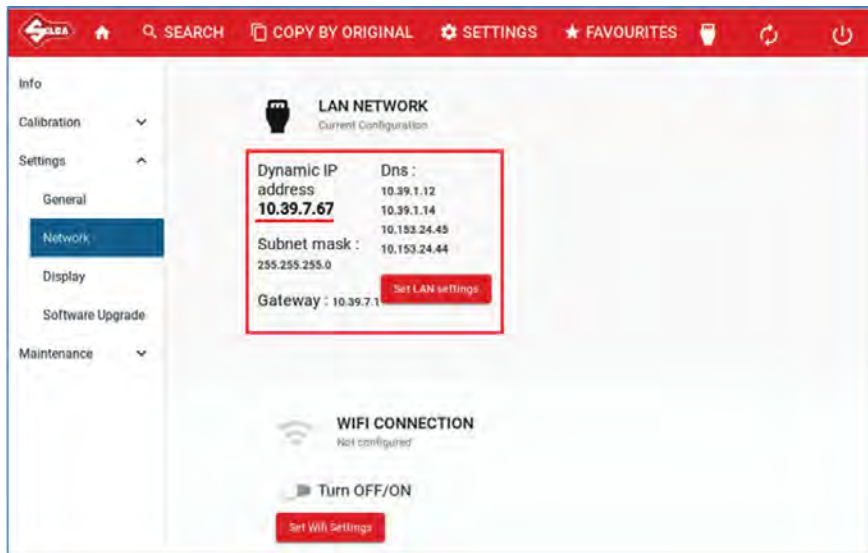 SILCA
SEARCH
COPY BY ORIGINAL
SETTINGS
FAVOURITES
Info
Calibration
Settings
General
Network
Display
Software Upgrade
Maintenance
LAN NETWORK
Current Configuration
Dynamic IP
address
10.39.7.67
Subnet mask :
255.255.255.0
Gateway : 10.39.7.1
Dns :
10.39.1.12
10.39.1.14
10.153.24.45
10.153.24.44
Set LAN settings
WIFI CONNECTION
Not configured
Turn OFF/ON
Set Wifi Settings